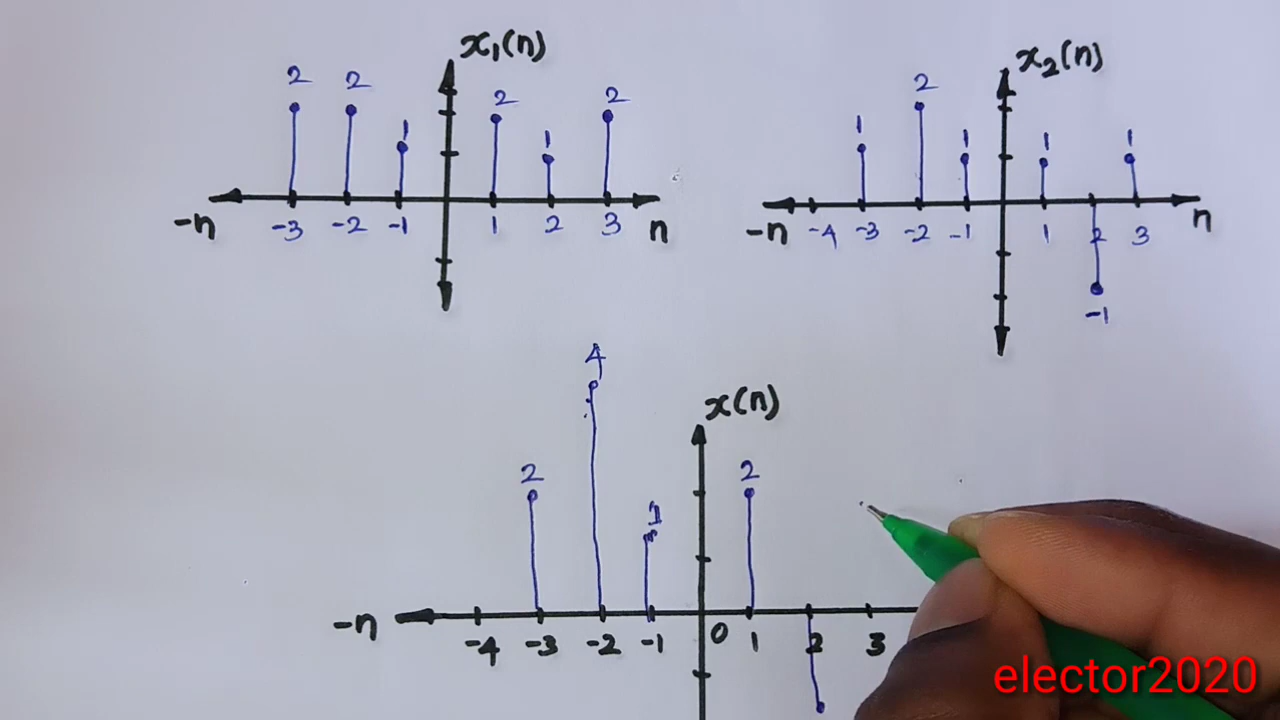 x₁(n)
2 2 1 2 1 2
-n -3 -2 -1 1 2 3 n
x₂(n)
1 2 1 1 1
-n -4 -3 -2 -1 1 2 3 n
-1
x(n)
2 4 1 2
-n -4 -3 -2 -1 0 1 2 3
elector2020